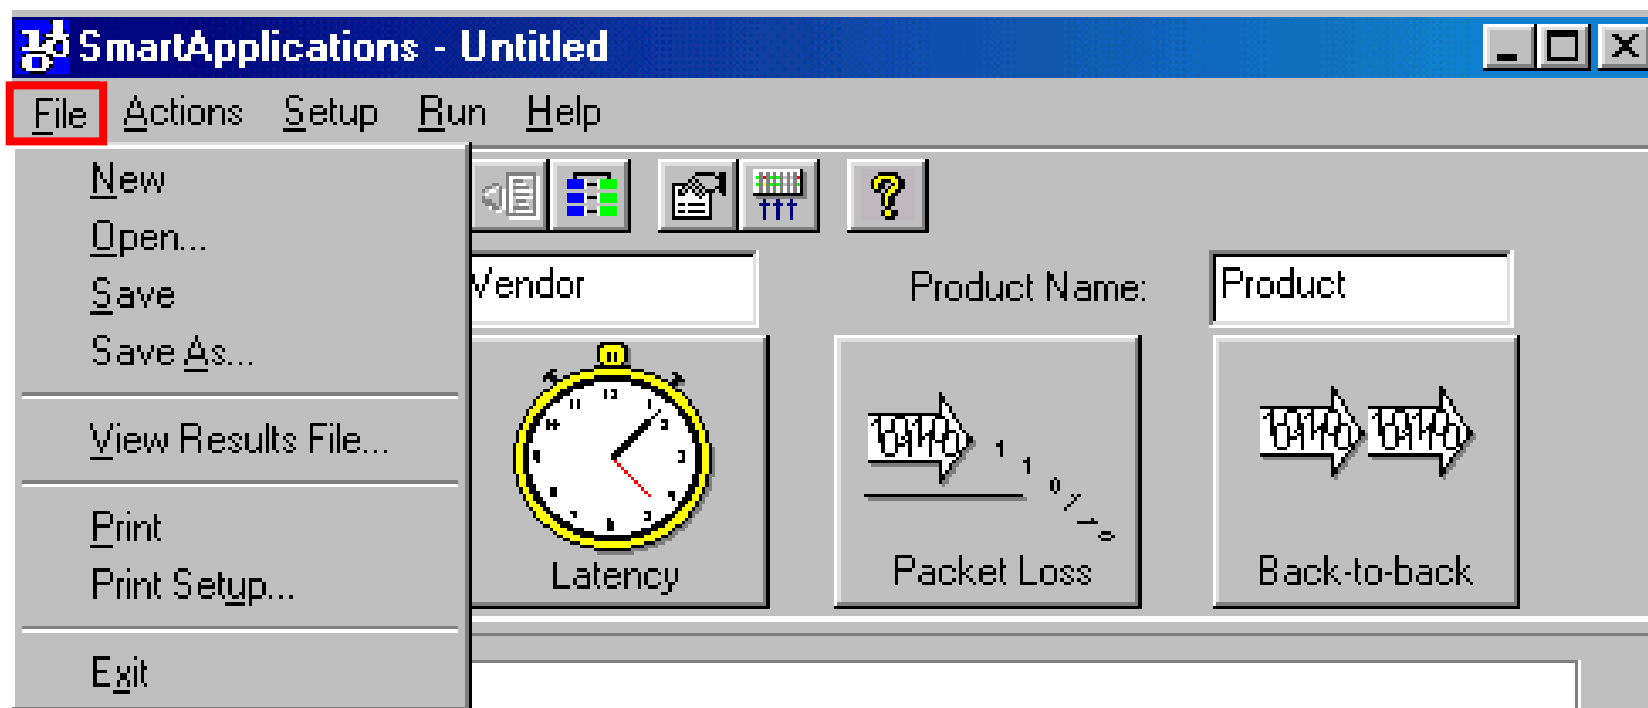 SmartApplications - Untitled
File Actions Setup Run Help
New
Open...
Save
Save As...
View Results File...
Print
Print Setup...
Exit
Vendor Product Name: Product
Latency
Packet Loss
Back-to-back